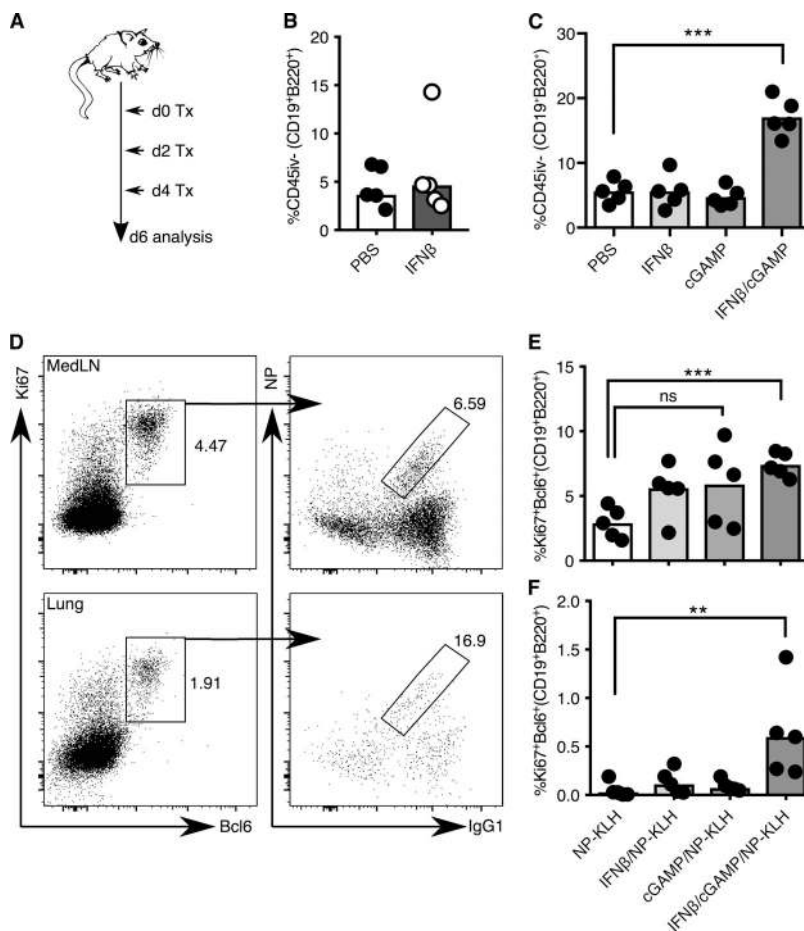 A
d0 Tx
d2 Tx
d4 Tx
d6 analysis
B
%CD45iv- (CD19⁺B220⁺)
20
15
10
5
0
PBS
IFNβ
C
%CD45iv- (CD19⁺B220⁺)
***
30
20
10
0
PBS
IFNβ
cGAMP
IFNβ/cGAMP
D
Ki67
MedLN
4.47
NP
6.59
Lung
1.91
16.9
Bcl6
IgG1
E
%Ki67⁺Bcl6⁺(CD19⁺B220⁺)
***
ns
15
10
5
0
F
%Ki67⁺Bcl6⁺(CD19⁺B220⁺)
**
2.0
1.5
1.0
0.5
0.0
NP-KLH
IFNβ/NP-KLH
cGAMP/NP-KLH
IFNβ/cGAMP/NP-KLH